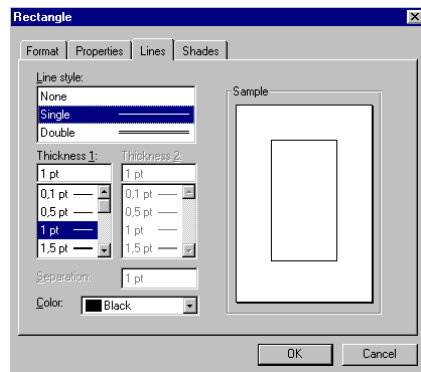 Rectangle
Format Properties Lines Shades
Line style:
None
Single
Double
Thickness 1:
1 pt
0,1 pt
0,5 pt
1 pt
1,5 pt
Thickness 2:
1 pt
0,1 pt
0,5 pt
1 pt
1,5 pt
Separation: 1 pt
Color: Black
Sample
OK Cancel